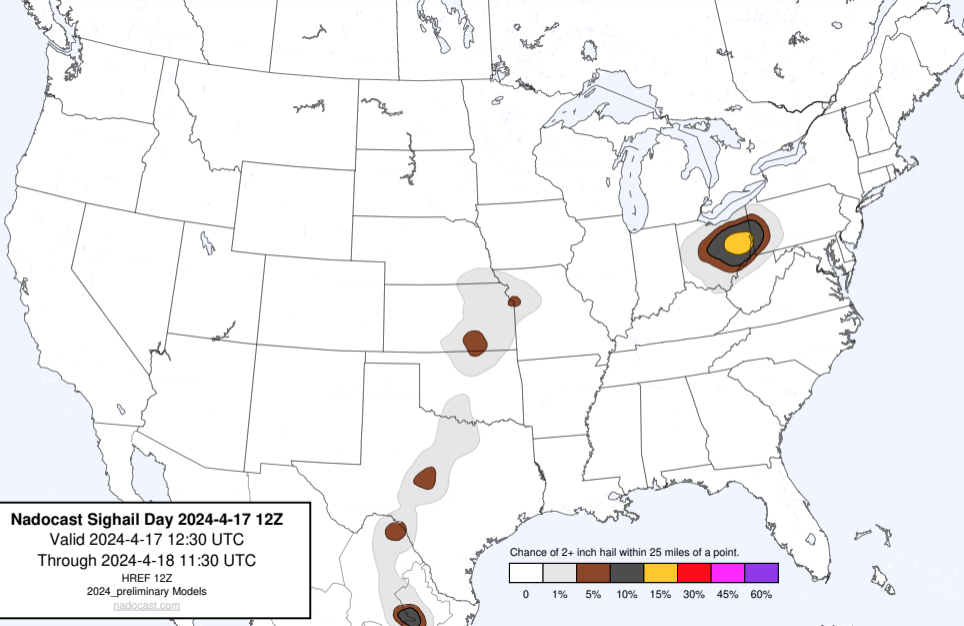 Nadocast Sighail Day 2024-4-17 12Z
Valid 2024-4-17 12:30 UTC
Through 2024-4-18 11:30 UTC
HREF 12Z
2024_preliminary Models
nadocast.com
Chance of 2+ inch hail within 25 miles of a point.
0 1% 5% 10% 15% 30% 45% 60%